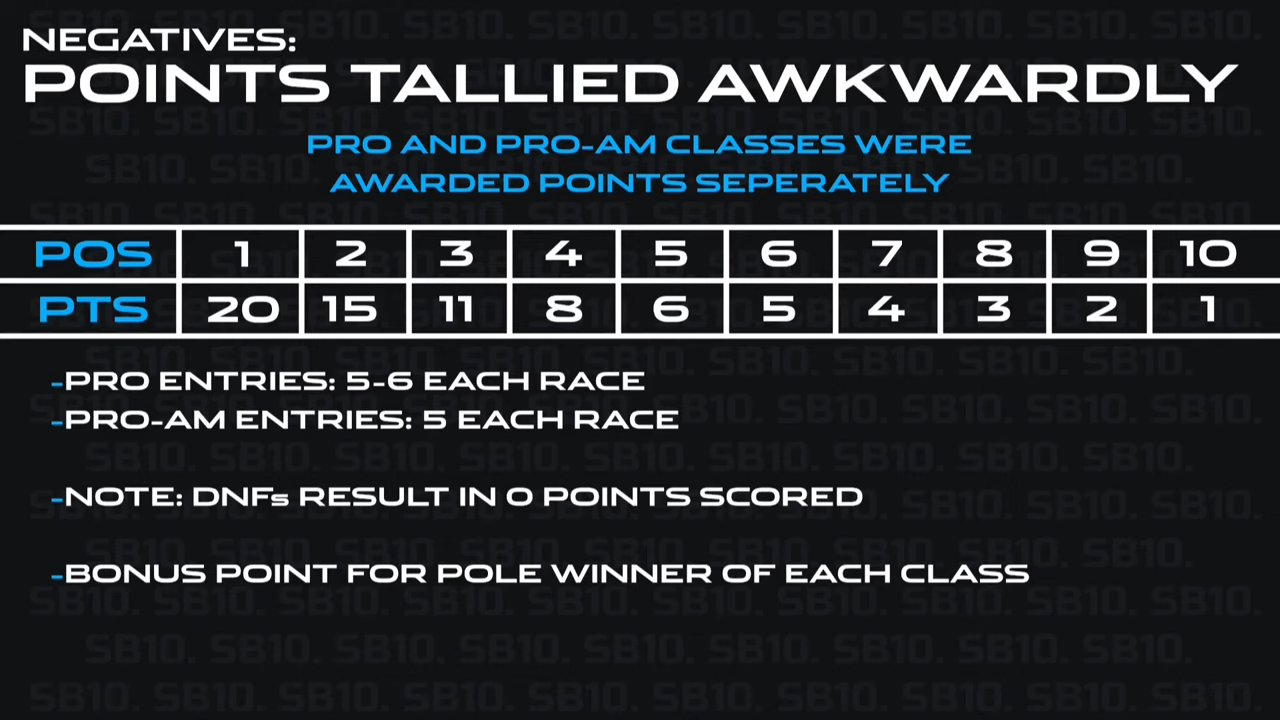 NEGATIVES:
POINTS TALLIED AWKWARDLY
PRO AND PRO-AM CLASSES WERE
AWARDED POINTS SEPERATELY
POS 1 2 3 4 5 6 7 8 9 10
PTS 20 15 11 8 6 5 4 3 2 1
-PRO ENTRIES: 5-6 EACH RACE
-PRO-AM ENTRIES: 5 EACH RACE
-NOTE: DNFs RESULT IN 0 POINTS SCORED
-BONUS POINT FOR POLE WINNER OF EACH CLASS